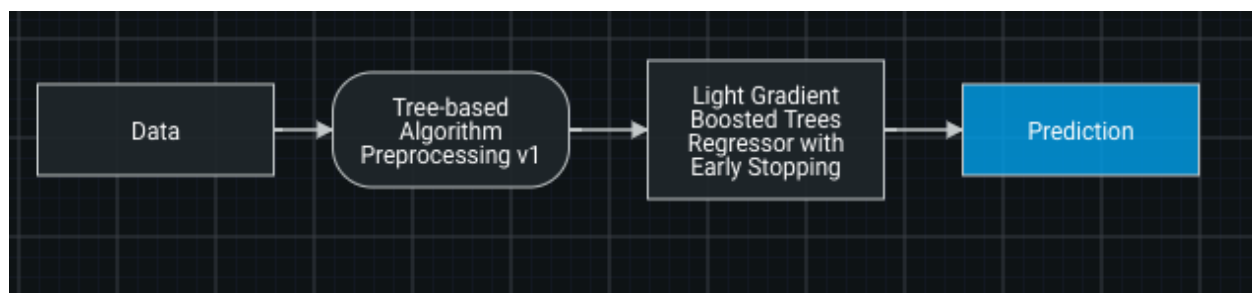 Data
Tree-based
Algorithm
Preprocessing v1
Light Gradient
Boosted Trees
Regressor with
Early Stopping
Prediction